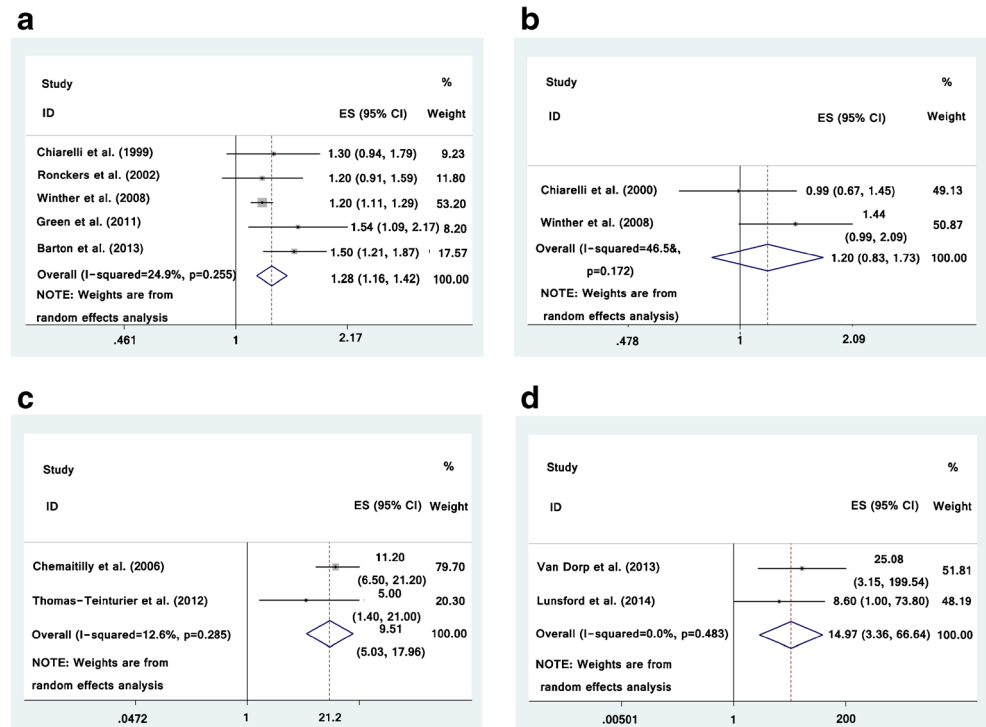 a
Study %
ID ES (95% CI) Weight
Chiarelli et al. (1999) 1.30 (0.94, 1.79) 9.23
Ronckers et al. (2002) 1.20 (0.91, 1.59) 11.80
Winther et al. (2008) 1.20 (1.11, 1.29) 53.20
Green et al. (2011) 1.54 (1.09, 2.17) 8.20
Barton et al. (2013) 1.50 (1.21, 1.87) 17.57
Overall (I-squared=24.9%, p=0.255) 1.28 (1.16, 1.42) 100.00
NOTE: Weights are from
random effects analysis
.461 1 2.17
b
Study %
ID ES (95% CI) Weight
Chiarelli et al. (2000) 0.99 (0.67, 1.45) 49.13
1.44
Winther et al. (2008) 50.87
(0.99, 2.09)
Overall (I-squared=46.5&,
1.20 (0.83, 1.73) 100.00
p=0.172)
NOTE: Weights are from
random effects analysis)
.478 1 2.09
c
Study %
ID ES (95% CI) Weight
11.20
Chemaitilly et al. (2006) 79.70
(6.50, 21.20)
5.00
Thomas-Teinturier et al. (2012) 20.30
(1.40, 21.00)
9.51
Overall (I-squared=12.6%, p=0.285) 100.00
(5.03, 17.96)
NOTE: Weights are from
random effects analysis
.0472 1 21.2
d
Study %
ID ES (95% CI) Weight
25.08
Van Dorp et al. (2013) 51.81
(3.15, 199.54)
Lunsford et al. (2014) 8.60 (1.00, 73.80) 48.19
Overall (I-squared=0.0%, p=0.483) 14.97 (3.36, 66.64) 100.00
NOTE: Weights are from
random effects analysis
.00501 1 200